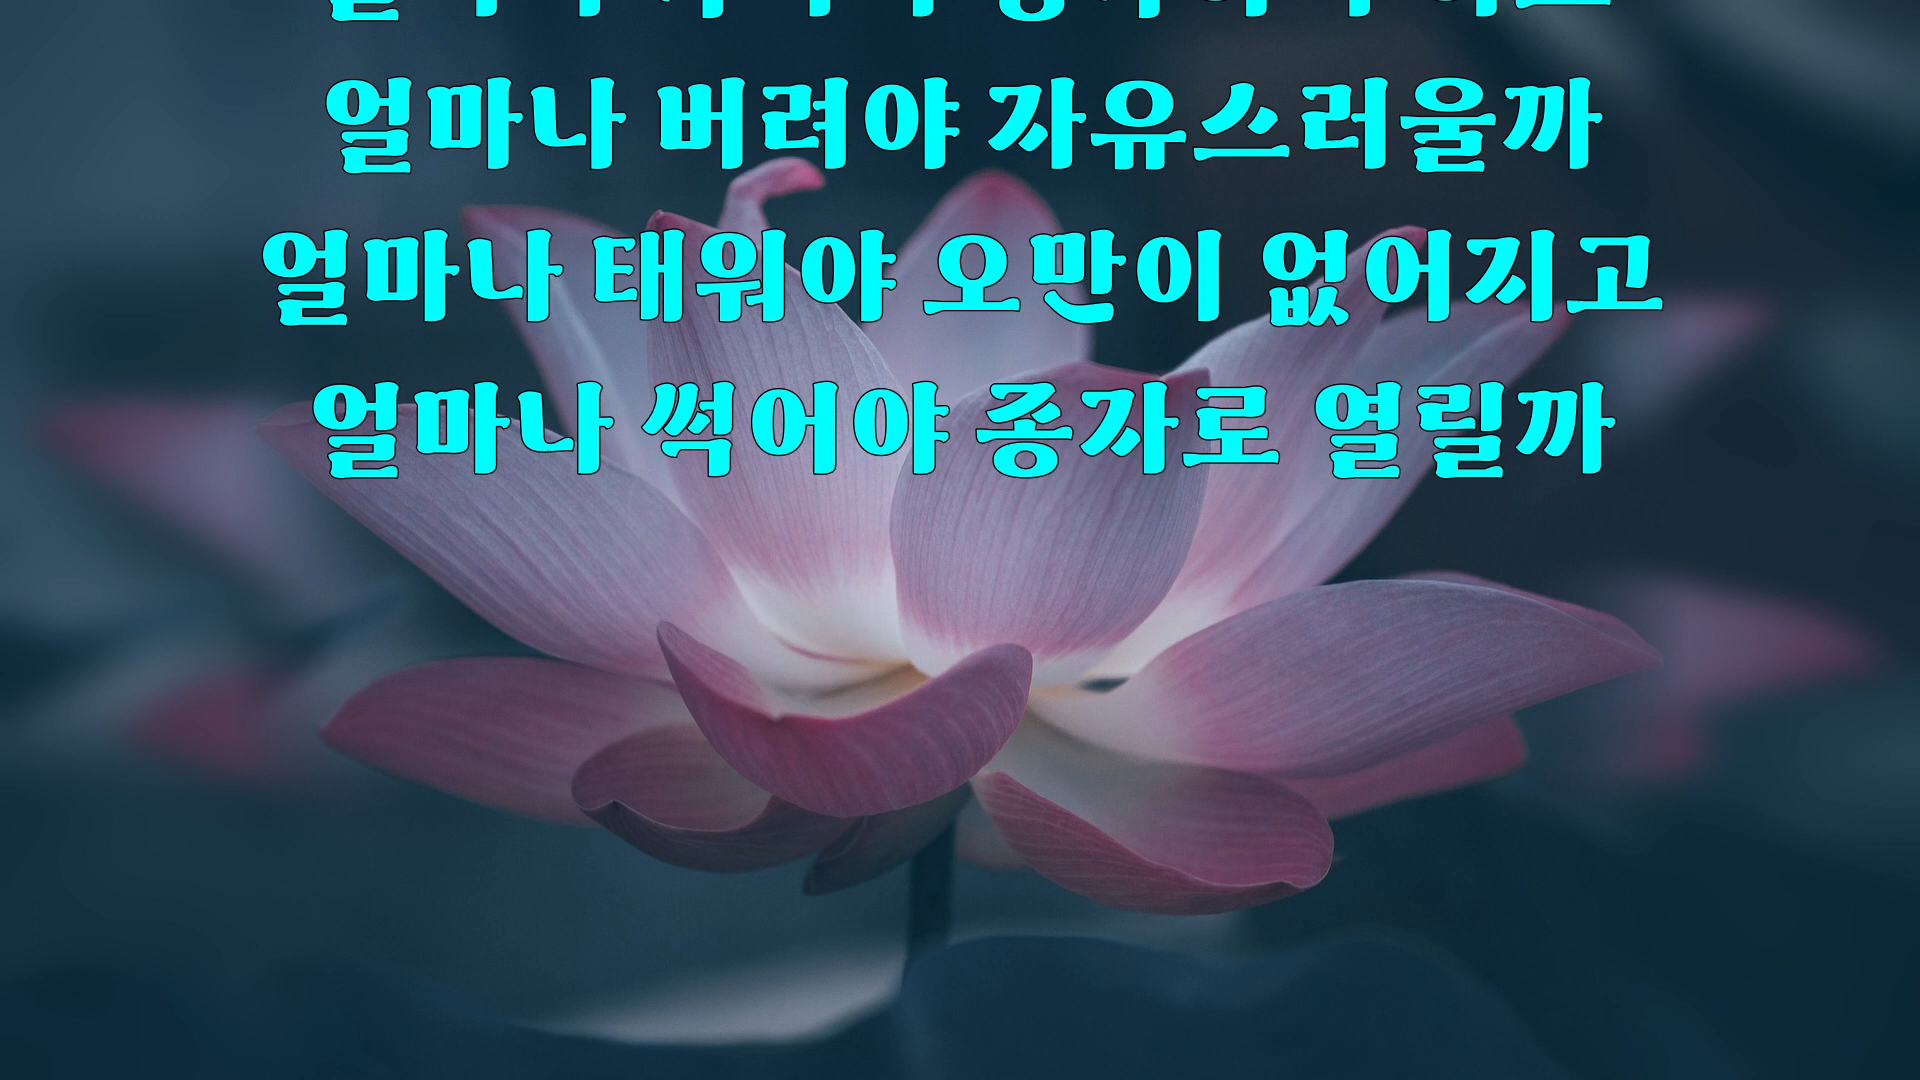 얼마나 버려야 자유스러울까
얼마나 태워야 오만이 없어지고
얼마나 썩어야 종자로 열릴까